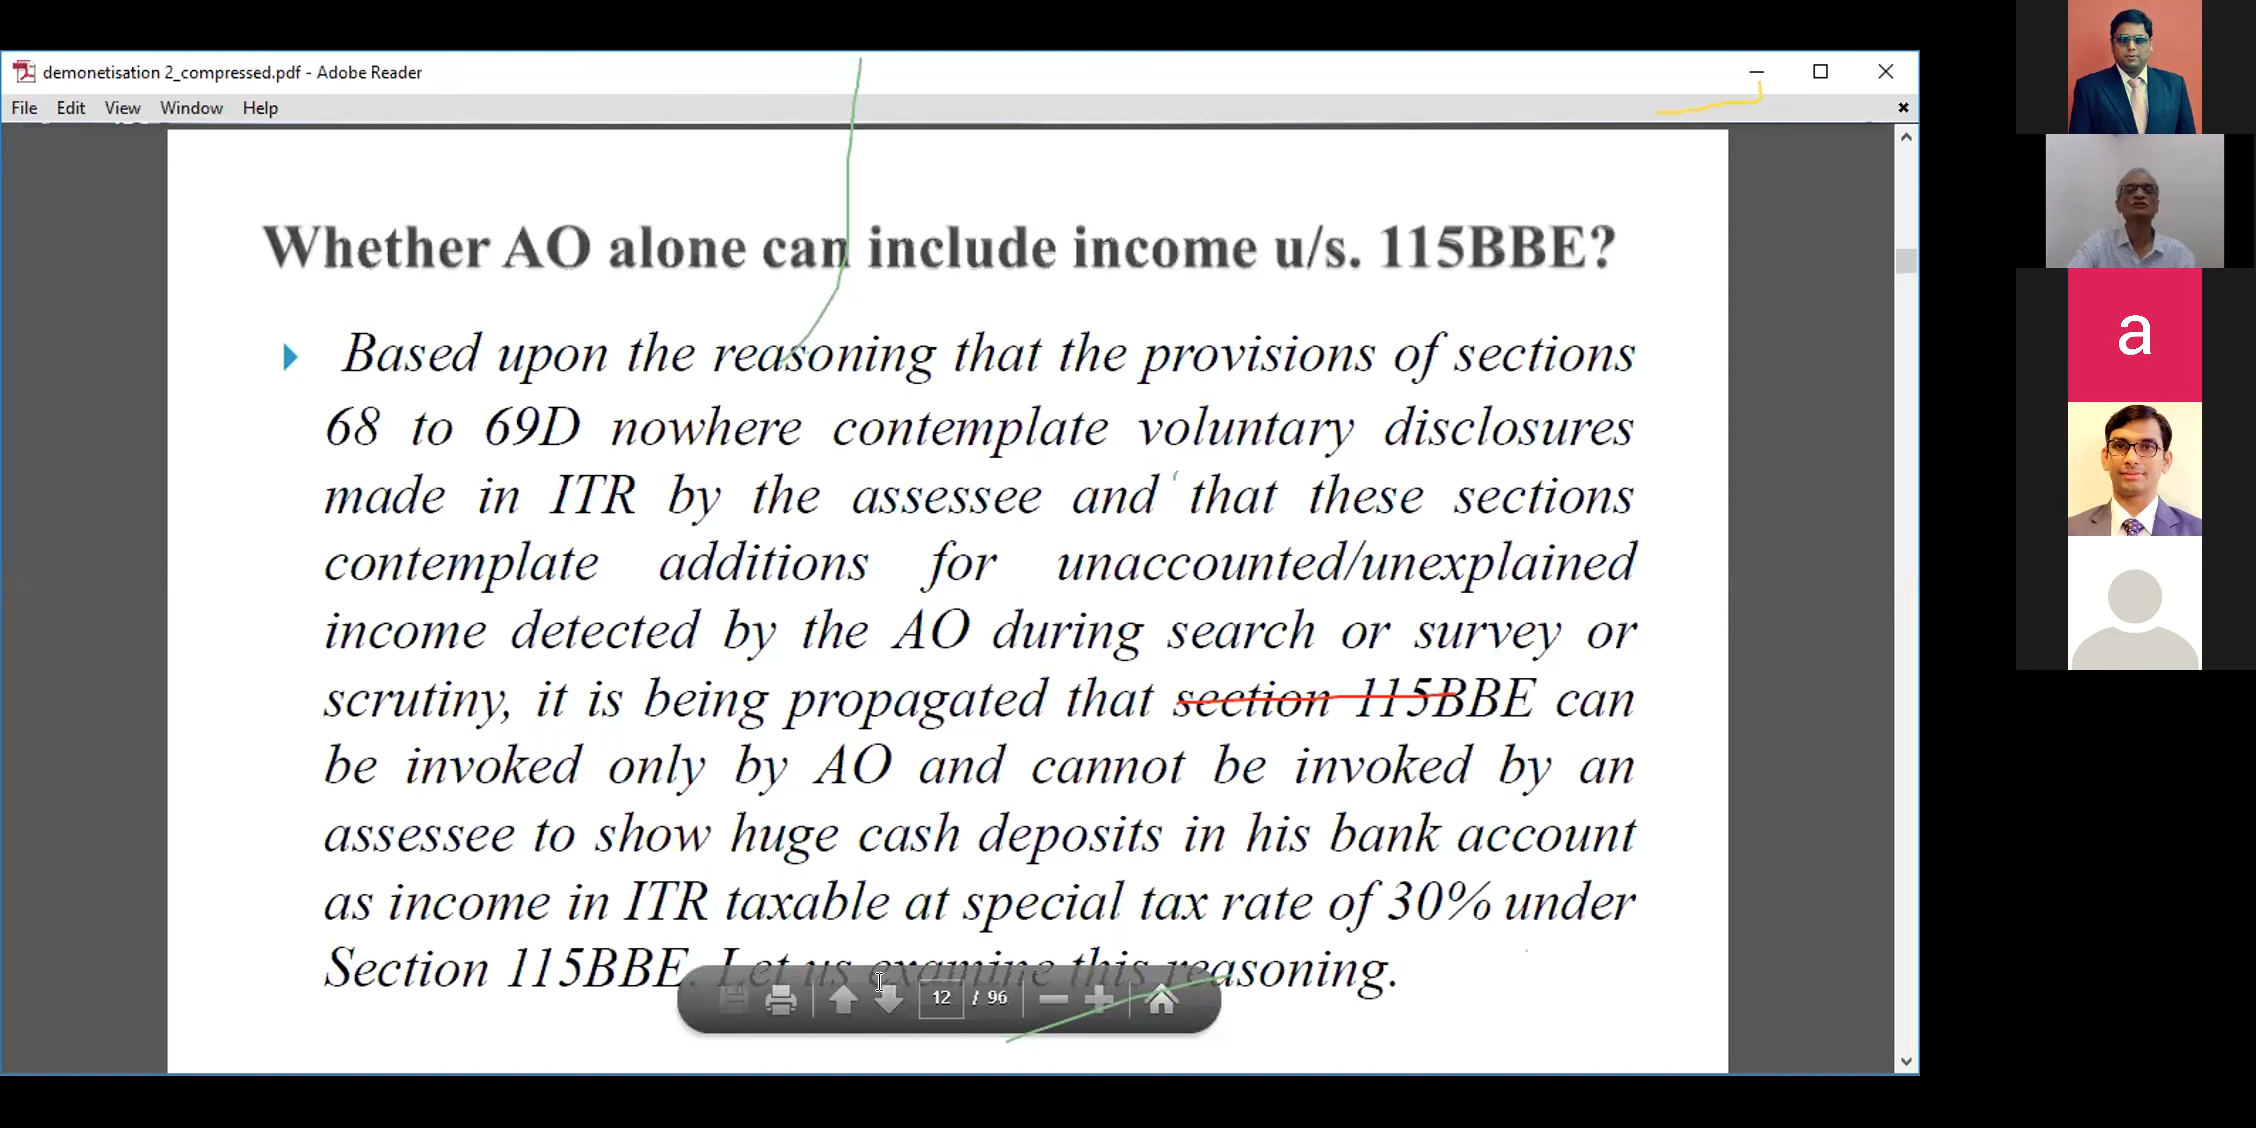 demonetisation 2_compressed.pdf - Adobe Reader
File Edit View Window Help
Whether AO alone can include income u/s. 115BBE?
Based upon the reasoning that the provisions of sections
68 to 69D nowhere contemplate voluntary disclosures
made in ITR by the assessee and that these sections
contemplate additions for unaccounted/unexplained
income detected by the AO during search or survey or
scrutiny, it is being propagated that section 115BBE can
be invoked only by AO and cannot be invoked by an
assessee to show huge cash deposits in his bank account
as income in ITR taxable at special tax rate of 30% under
Section 115BBE. Let us examine this reasoning.
12 / 96
a